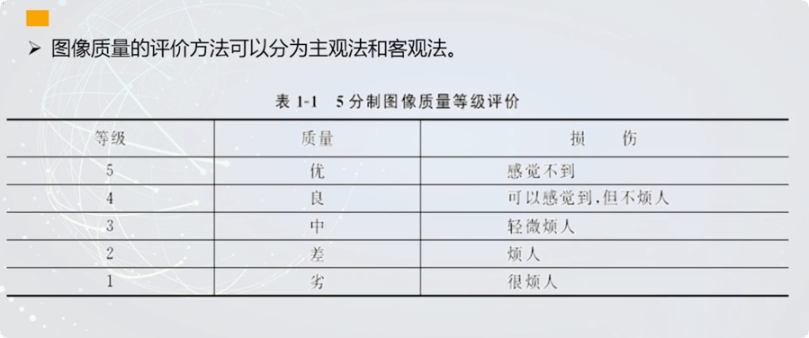 ➢ 图像质量的评价方法可以分为主观法和客观法。
表 1-1 5 分制图像质量等级评价
等级 质量 损 伤
5 优 感觉不到
4 良 可以感觉到,但不烦人
3 中 轻微烦人
2 差 烦人
1 劣 很烦人